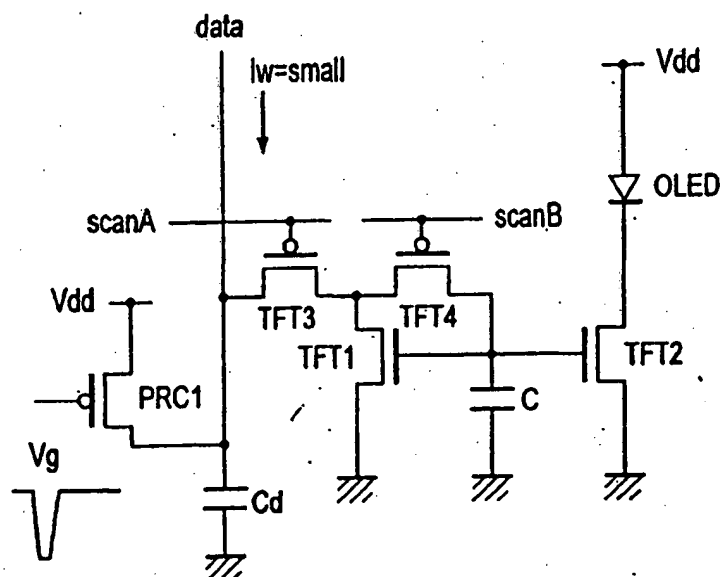 data
Iw=small
Vdd
OLED
scanA
scanB
Vdd
TFT3
TFT4
TFT1
TFT2
PRC1
C
Vg
Cd